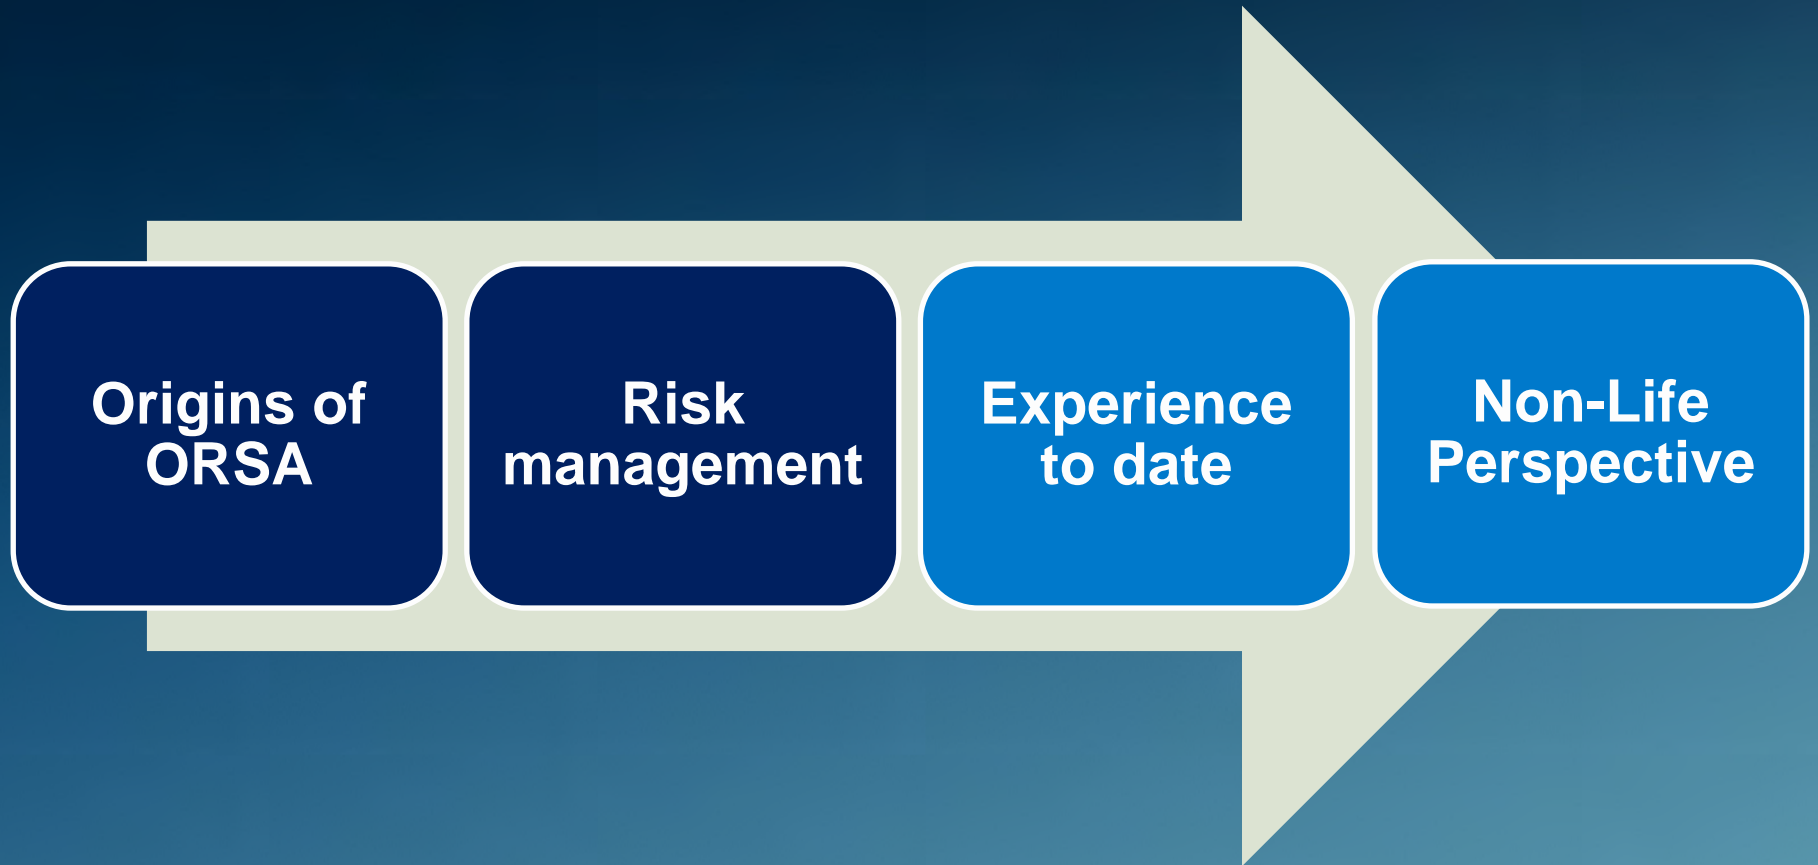 Origins of
ORSA
Risk
management
Experience
to date
Non-Life
Perspective